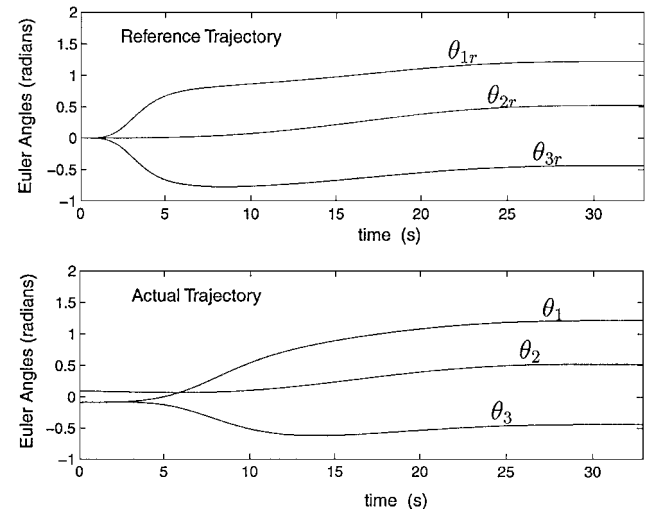 2
Reference Trajectory
θ1r
1.5
1
θ2r
0.5
0
θ3r
−0.5
−1
Euler Angles (radians)
0 5 10 15 20 25 30
time (s)
2
Actual Trajectory
1.5
θ1
1
θ2
0.5
0
θ3
−0.5
−1
Euler Angles (radians)
0 5 10 15 20 25 30
time (s)